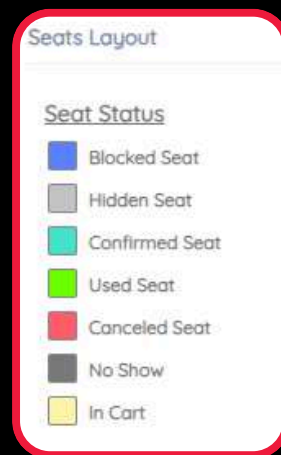 Seats Layout
Seat Status
Blocked Seat
Hidden Seat
Confirmed Seat
Used Seat
Canceled Seat
No Show
In Cart